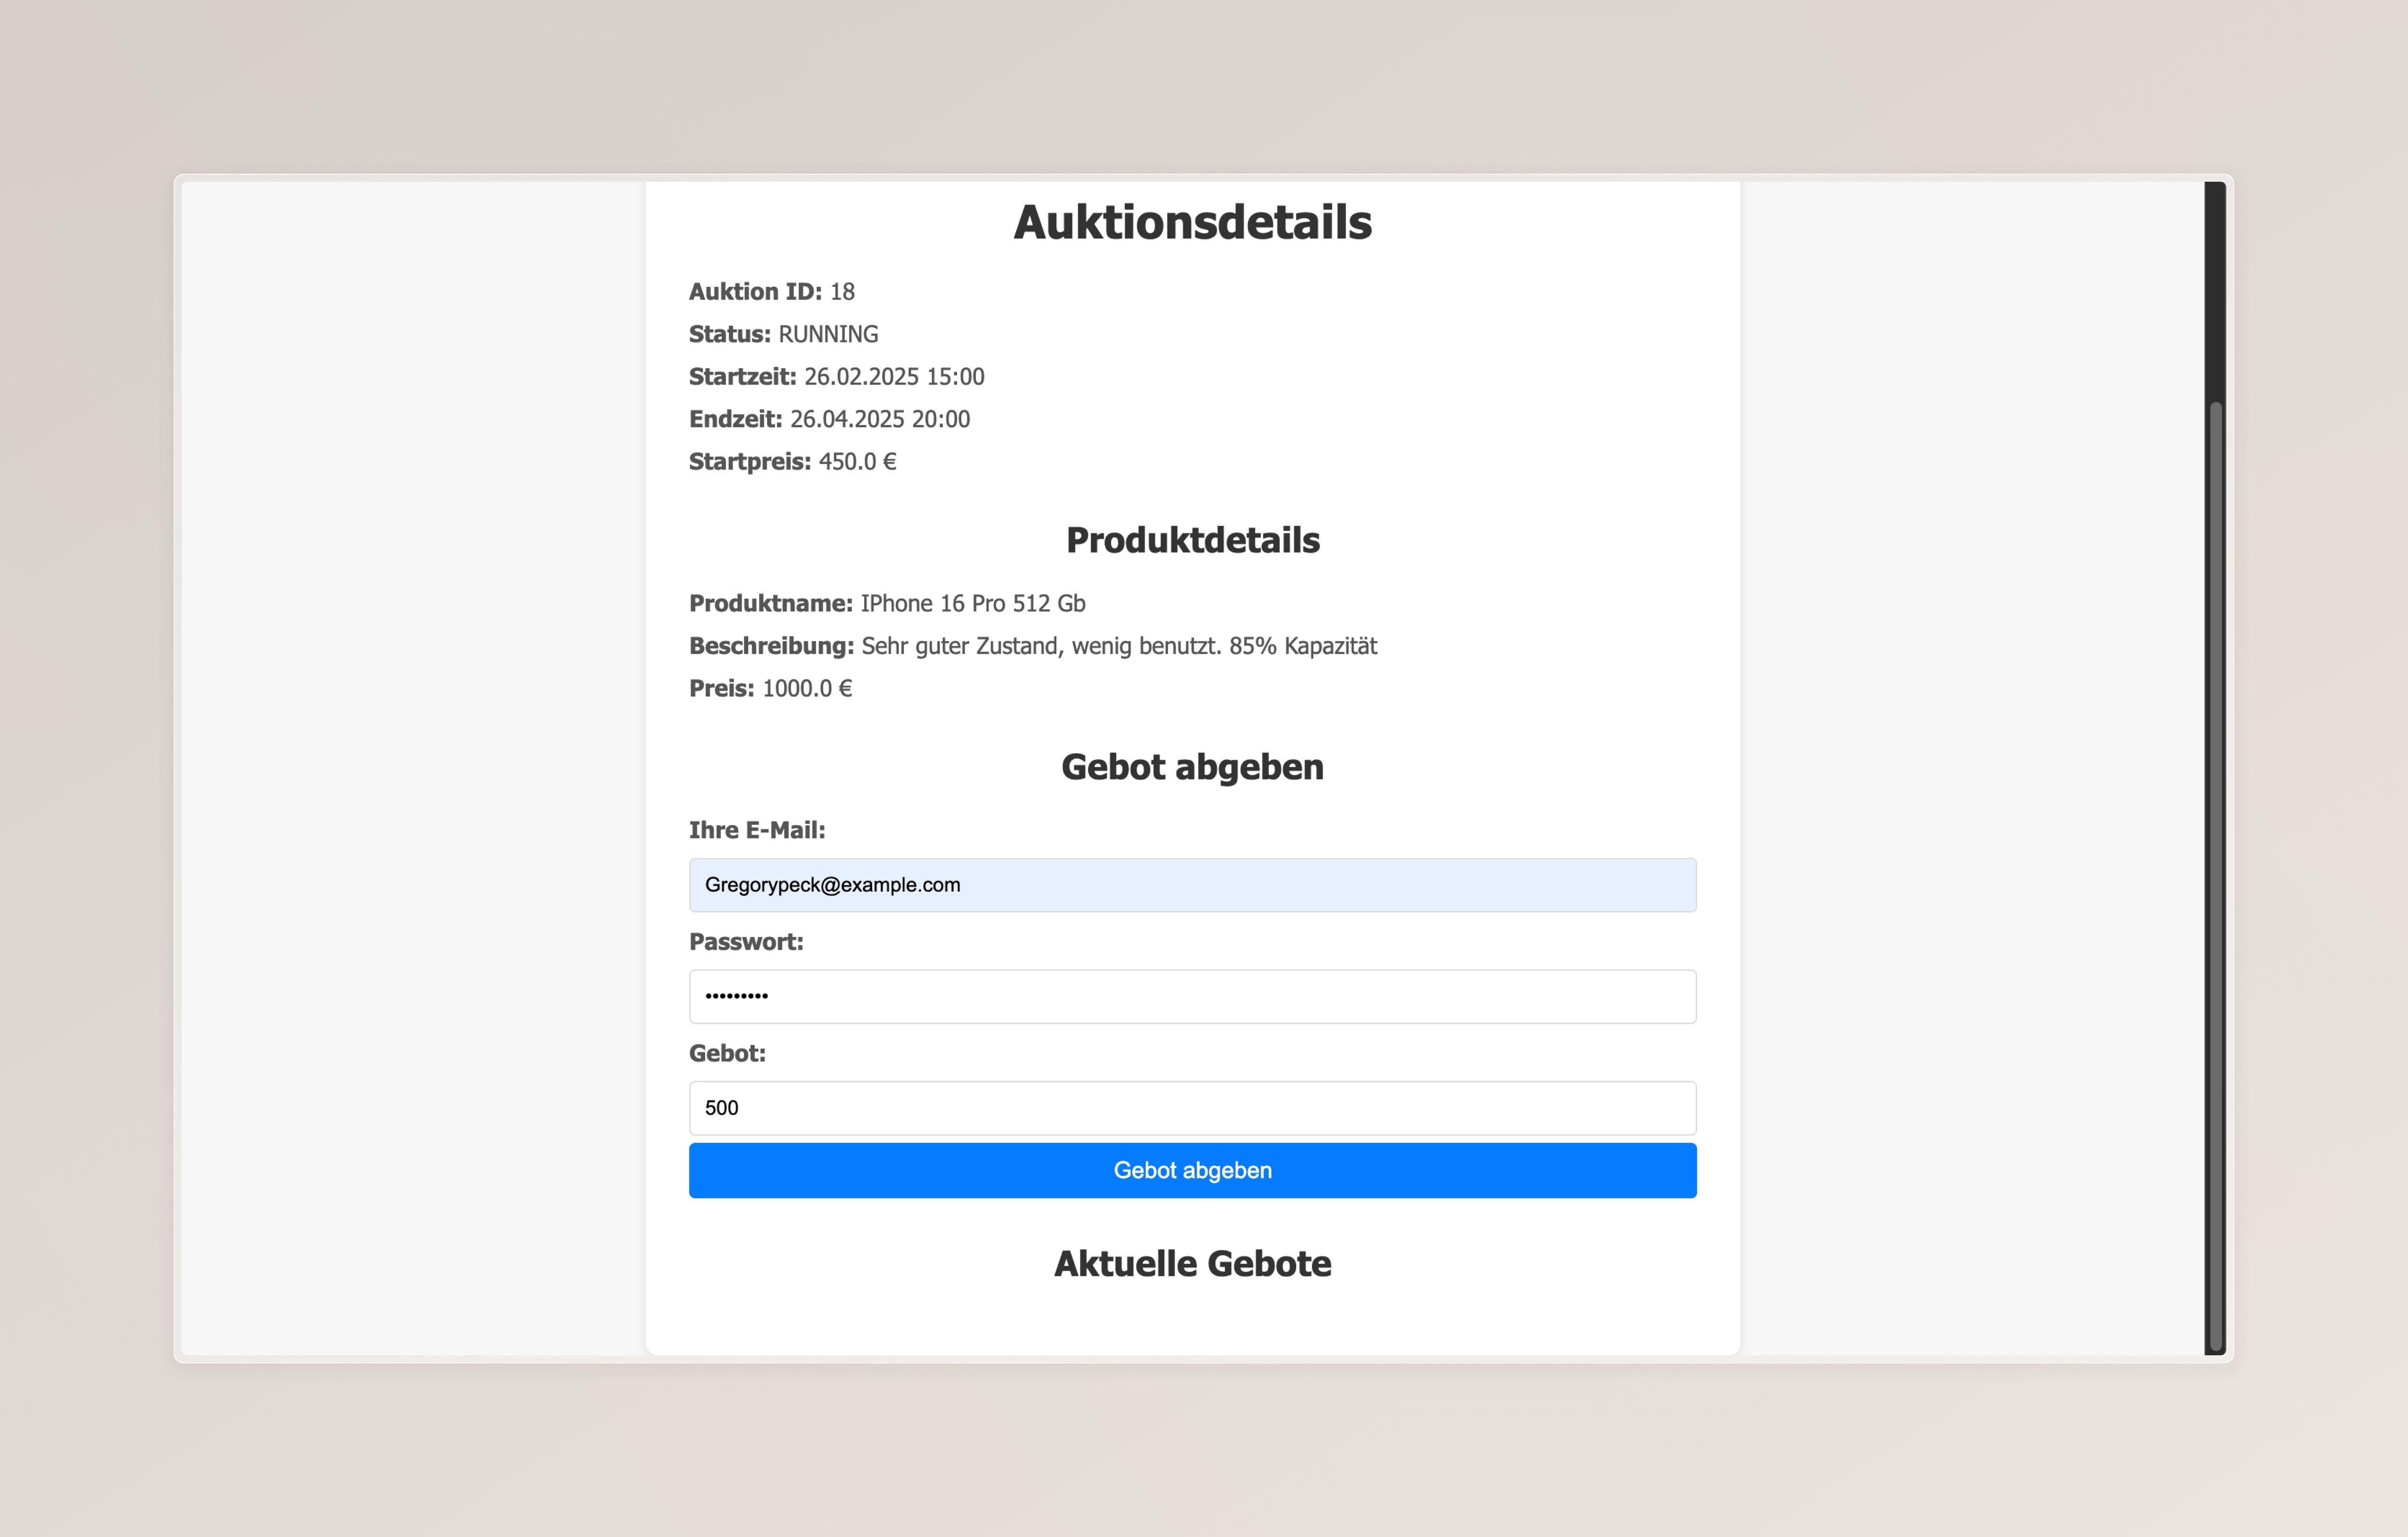 Auktionsdetails
Auktion ID: 18
Status: RUNNING
Startzeit: 26.02.2025 15:00
Endzeit: 26.04.2025 20:00
Startpreis: 450.0 €
Produktdetails
Produktname: IPhone 16 Pro 512 Gb
Beschreibung: Sehr guter Zustand, wenig benutzt. 85% Kapazität
Preis: 1000.0 €
Gebot abgeben
Ihre E-Mail:
Gregorypeck@example.com
Passwort:
•••••••••
Gebot:
500
Gebot abgeben
Aktuelle Gebote